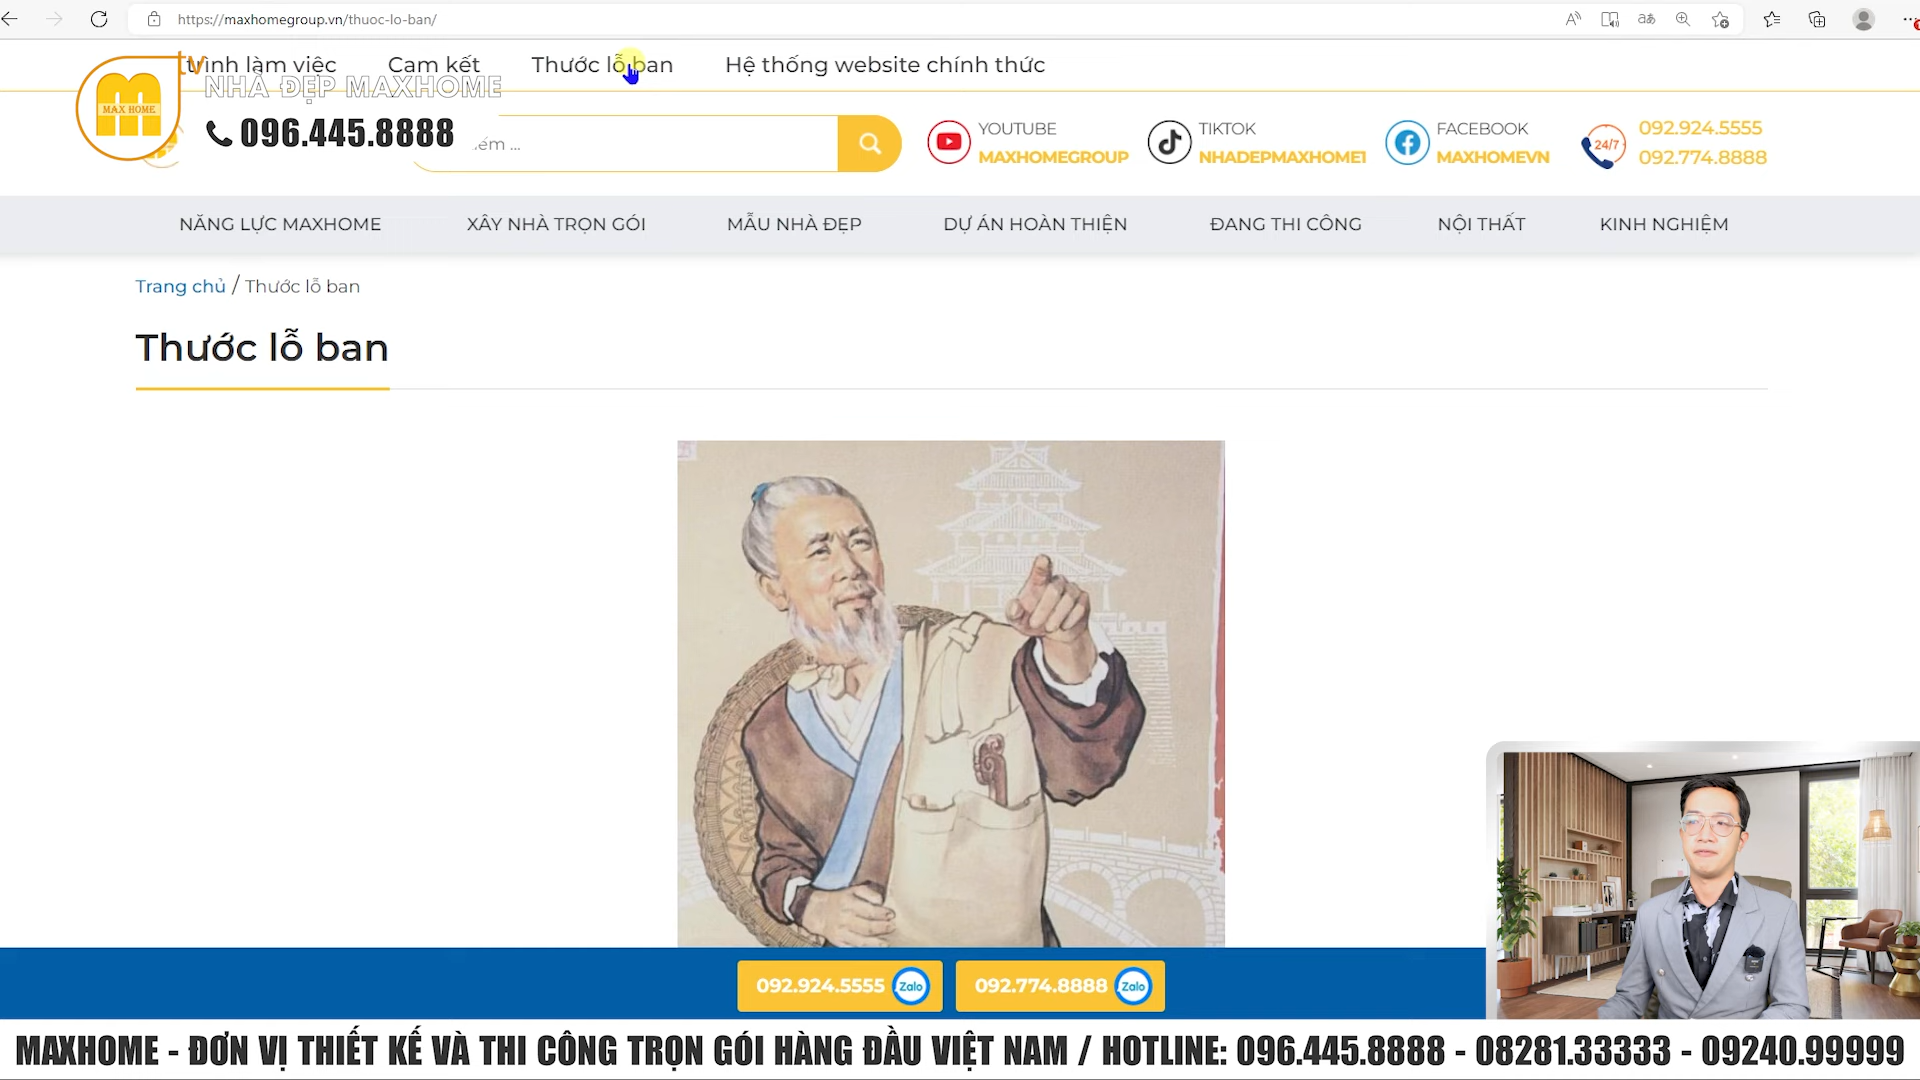 https://maxhomegroup.vn/thuoc-lo-ban/
trình làm việc
Cam kết
Thước lỗ ban
Hệ thống website chính thức
tv
NHÀ ĐẸP MAXHOME
MAX HOME
096.445.8888
iếm ...
YOUTUBE
MAXHOMEGROUP
TIKTOK
NHADEPMAXHOME1
FACEBOOK
MAXHOMEVN
24/7
092.924.5555
092.774.8888
NĂNG LỰC MAXHOME
XÂY NHÀ TRỌN GÓI
MẪU NHÀ ĐẸP
DỰ ÁN HOÀN THIỆN
ĐANG THI CÔNG
NỘI THẤT
KINH NGHIỆM
Trang chủ / Thước lỗ ban
Thước lỗ ban
092.924.5555 Zalo
092.774.8888 Zalo
MAXHOME - ĐƠN VỊ THIẾT KẾ VÀ THI CÔNG TRỌN GÓI HÀNG ĐẦU VIỆT NAM / HOTLINE: 096.445.8888 - 08281.33333 - 09240.99999